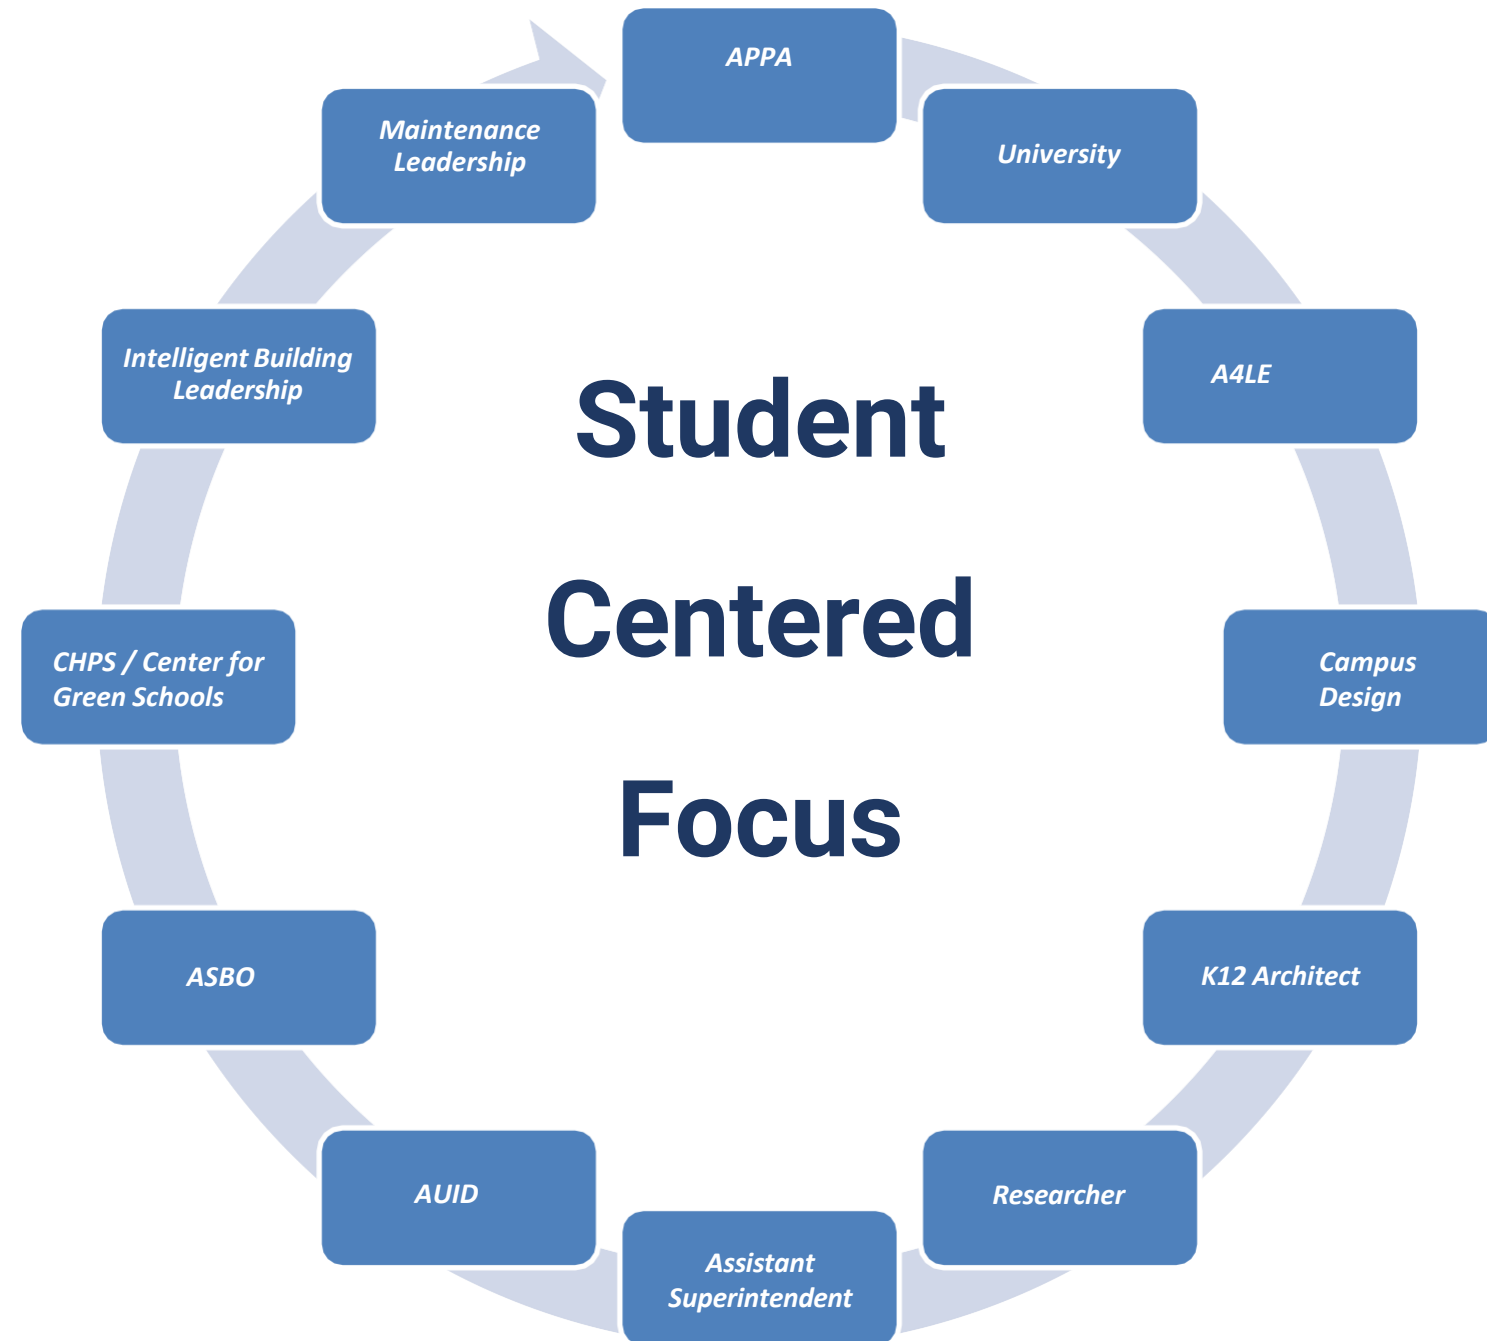 APPA
University
A4LE
Campus
Design
K12 Architect
Researcher
Assistant
Superintendent
AUID
ASBO
CHPS / Center for
Green Schools
Intelligent Building
Leadership
Maintenance
Leadership
Student
Centered
Focus